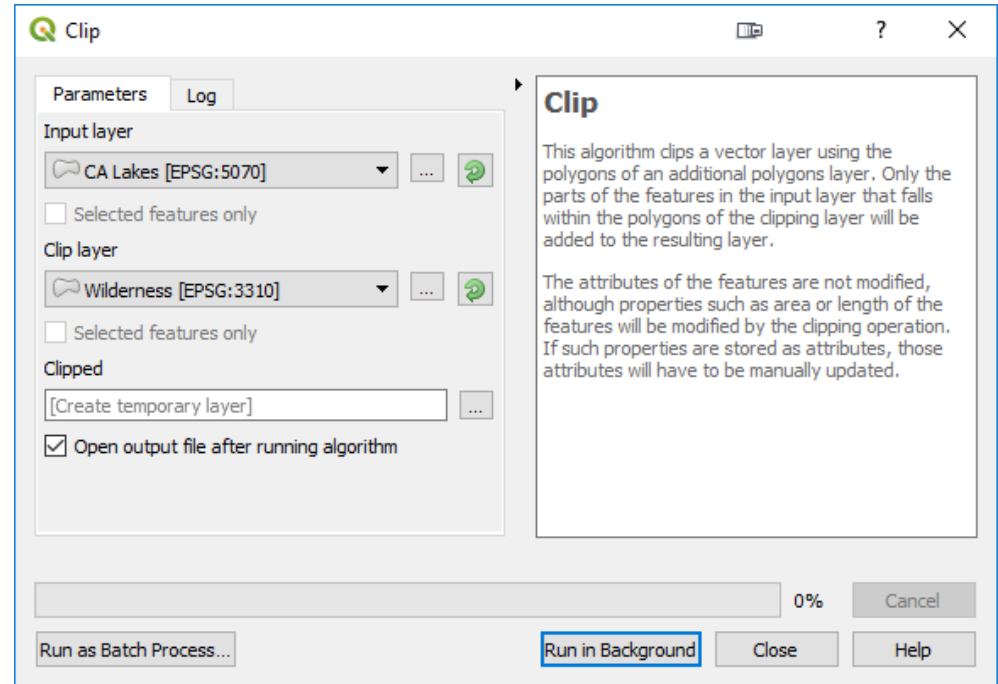 Clip
?
Parameters
Log
Input layer
CA Lakes [EPSG:5070]
...
Selected features only
Clip layer
Wilderness [EPSG:3310]
...
Selected features only
Clipped
[Create temporary layer]
...
Open output file after running algorithm
Clip
This algorithm clips a vector layer using the
polygons of an additional polygons layer. Only the
parts of the features in the input layer that falls
within the polygons of the clipping layer will be
added to the resulting layer.
The attributes of the features are not modified,
although properties such as area or length of the
features will be modified by the clipping operation.
If such properties are stored as attributes, those
attributes will have to be manually updated.
0%
Cancel
Run as Batch Process...
Run in Background
Close
Help